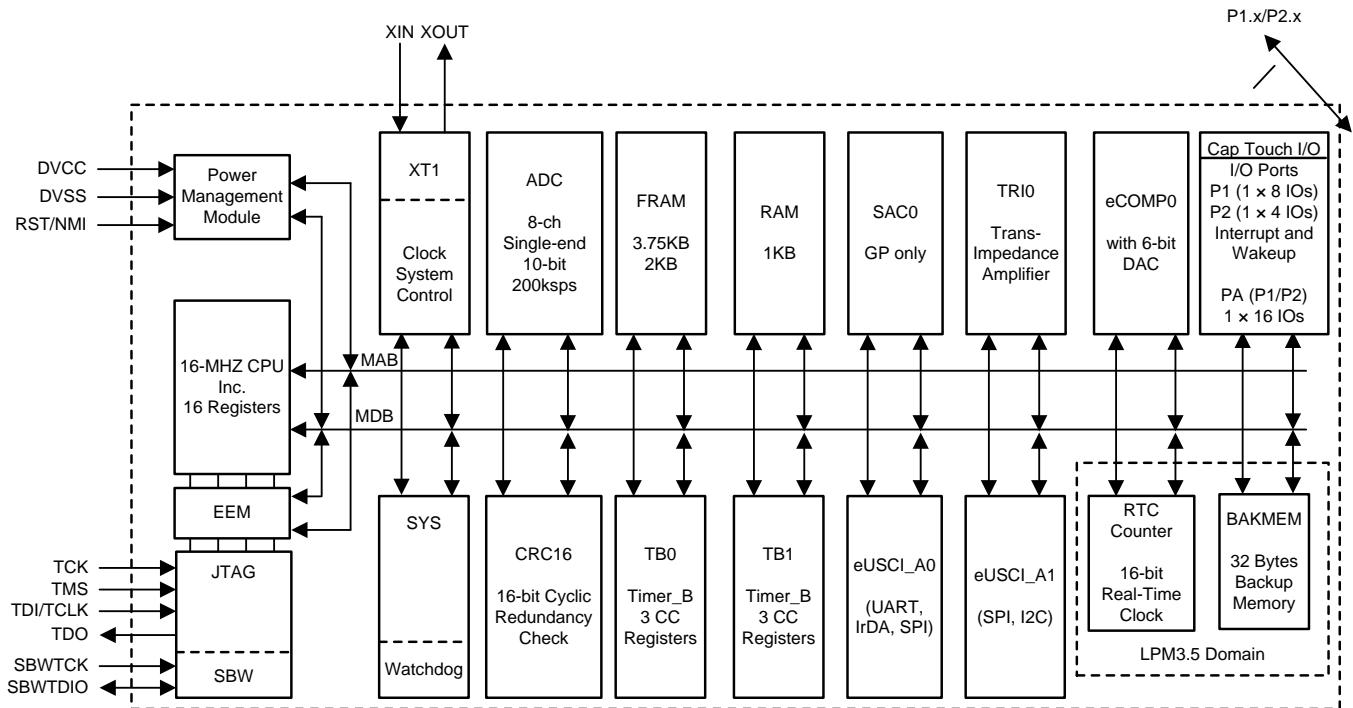 P1.x/P2.x
XIN XOUT
DVCC
DVSS
RST/NMI
Power
Management
Module
XT1
Clock
System
Control
ADC
8-ch
Single-end
10-bit
200ksps
FRAM
3.75KB
2KB
RAM
1KB
SAC0
GP only
TRI0
Trans-
Impedance
Amplifier
eCOMP0
with 6-bit
DAC
Cap Touch I/O
I/O Ports
P1 (1 × 8 IOs)
P2 (1 × 4 IOs)
Interrupt and
Wakeup
PA (P1/P2)
1 × 16 IOs
16-MHZ CPU
Inc.
16 Registers
MAB
MDB
EEM
TCK
TMS
TDI/TCLK
TDO
SBWTCK
SBWTDIO
JTAG
SBW
SYS
Watchdog
CRC16
16-bit Cyclic
Redundancy
Check
TB0
Timer_B
3 CC
Registers
TB1
Timer_B
3 CC
Registers
eUSCI_A0
(UART,
IrDA, SPI)
eUSCI_A1
(SPI, I2C)
RTC
Counter
16-bit
Real-Time
Clock
BAKMEM
32 Bytes
Backup
Memory
LPM3.5 Domain